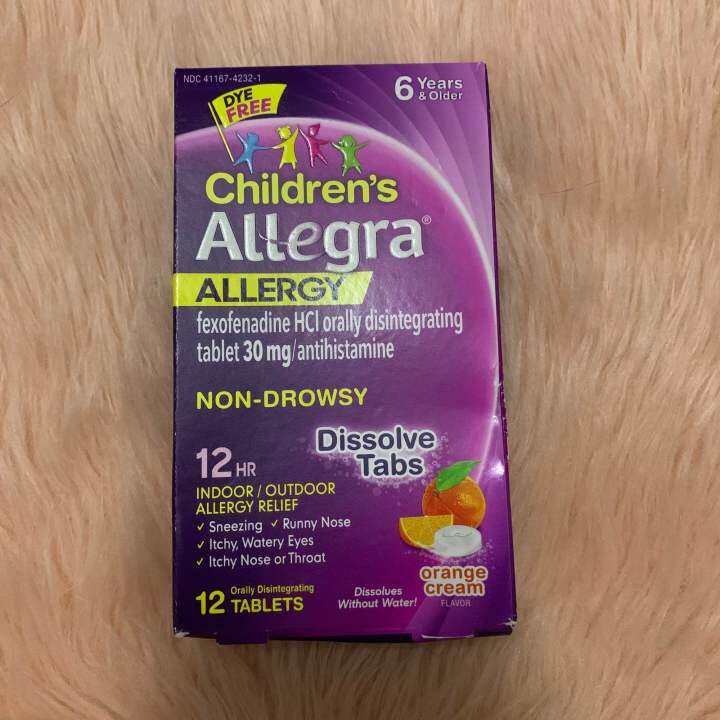 NDC 41167-4232-1
6 Years
& Older
DYE
FREE
Children's
Allegra®
ALLERGY
fexofenadine HCl orally disintegrating
tablet 30 mg/antihistamine
NON-DROWSY
Dissolve
Tabs
12 HR
INDOOR / OUTDOOR
ALLERGY RELIEF
✓ Sneezing ✓ Runny Nose
✓ Itchy, Watery Eyes
✓ Itchy Nose or Throat
orange
cream
FLAVOR
12 Orally Disintegrating
TABLETS
Dissolves
Without Water!